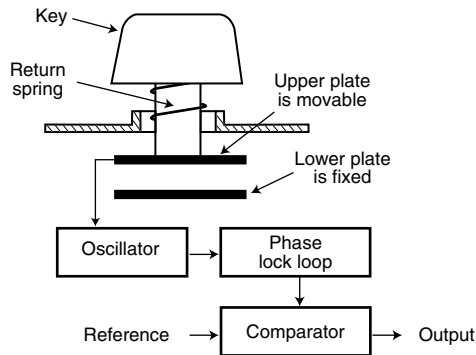 Key
Return
spring
Upper plate
is movable
Lower plate
is fixed
Oscillator
Phase
lock loop
Reference
Comparator
Output